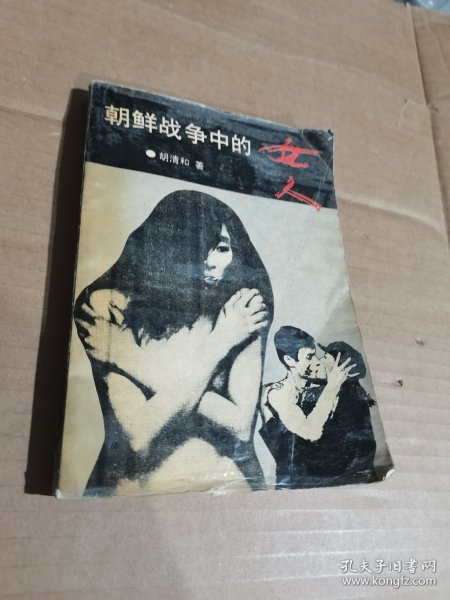 朝鲜战争中的
女人
●胡清和 著
孔夫子旧书网
www.kongfz.com